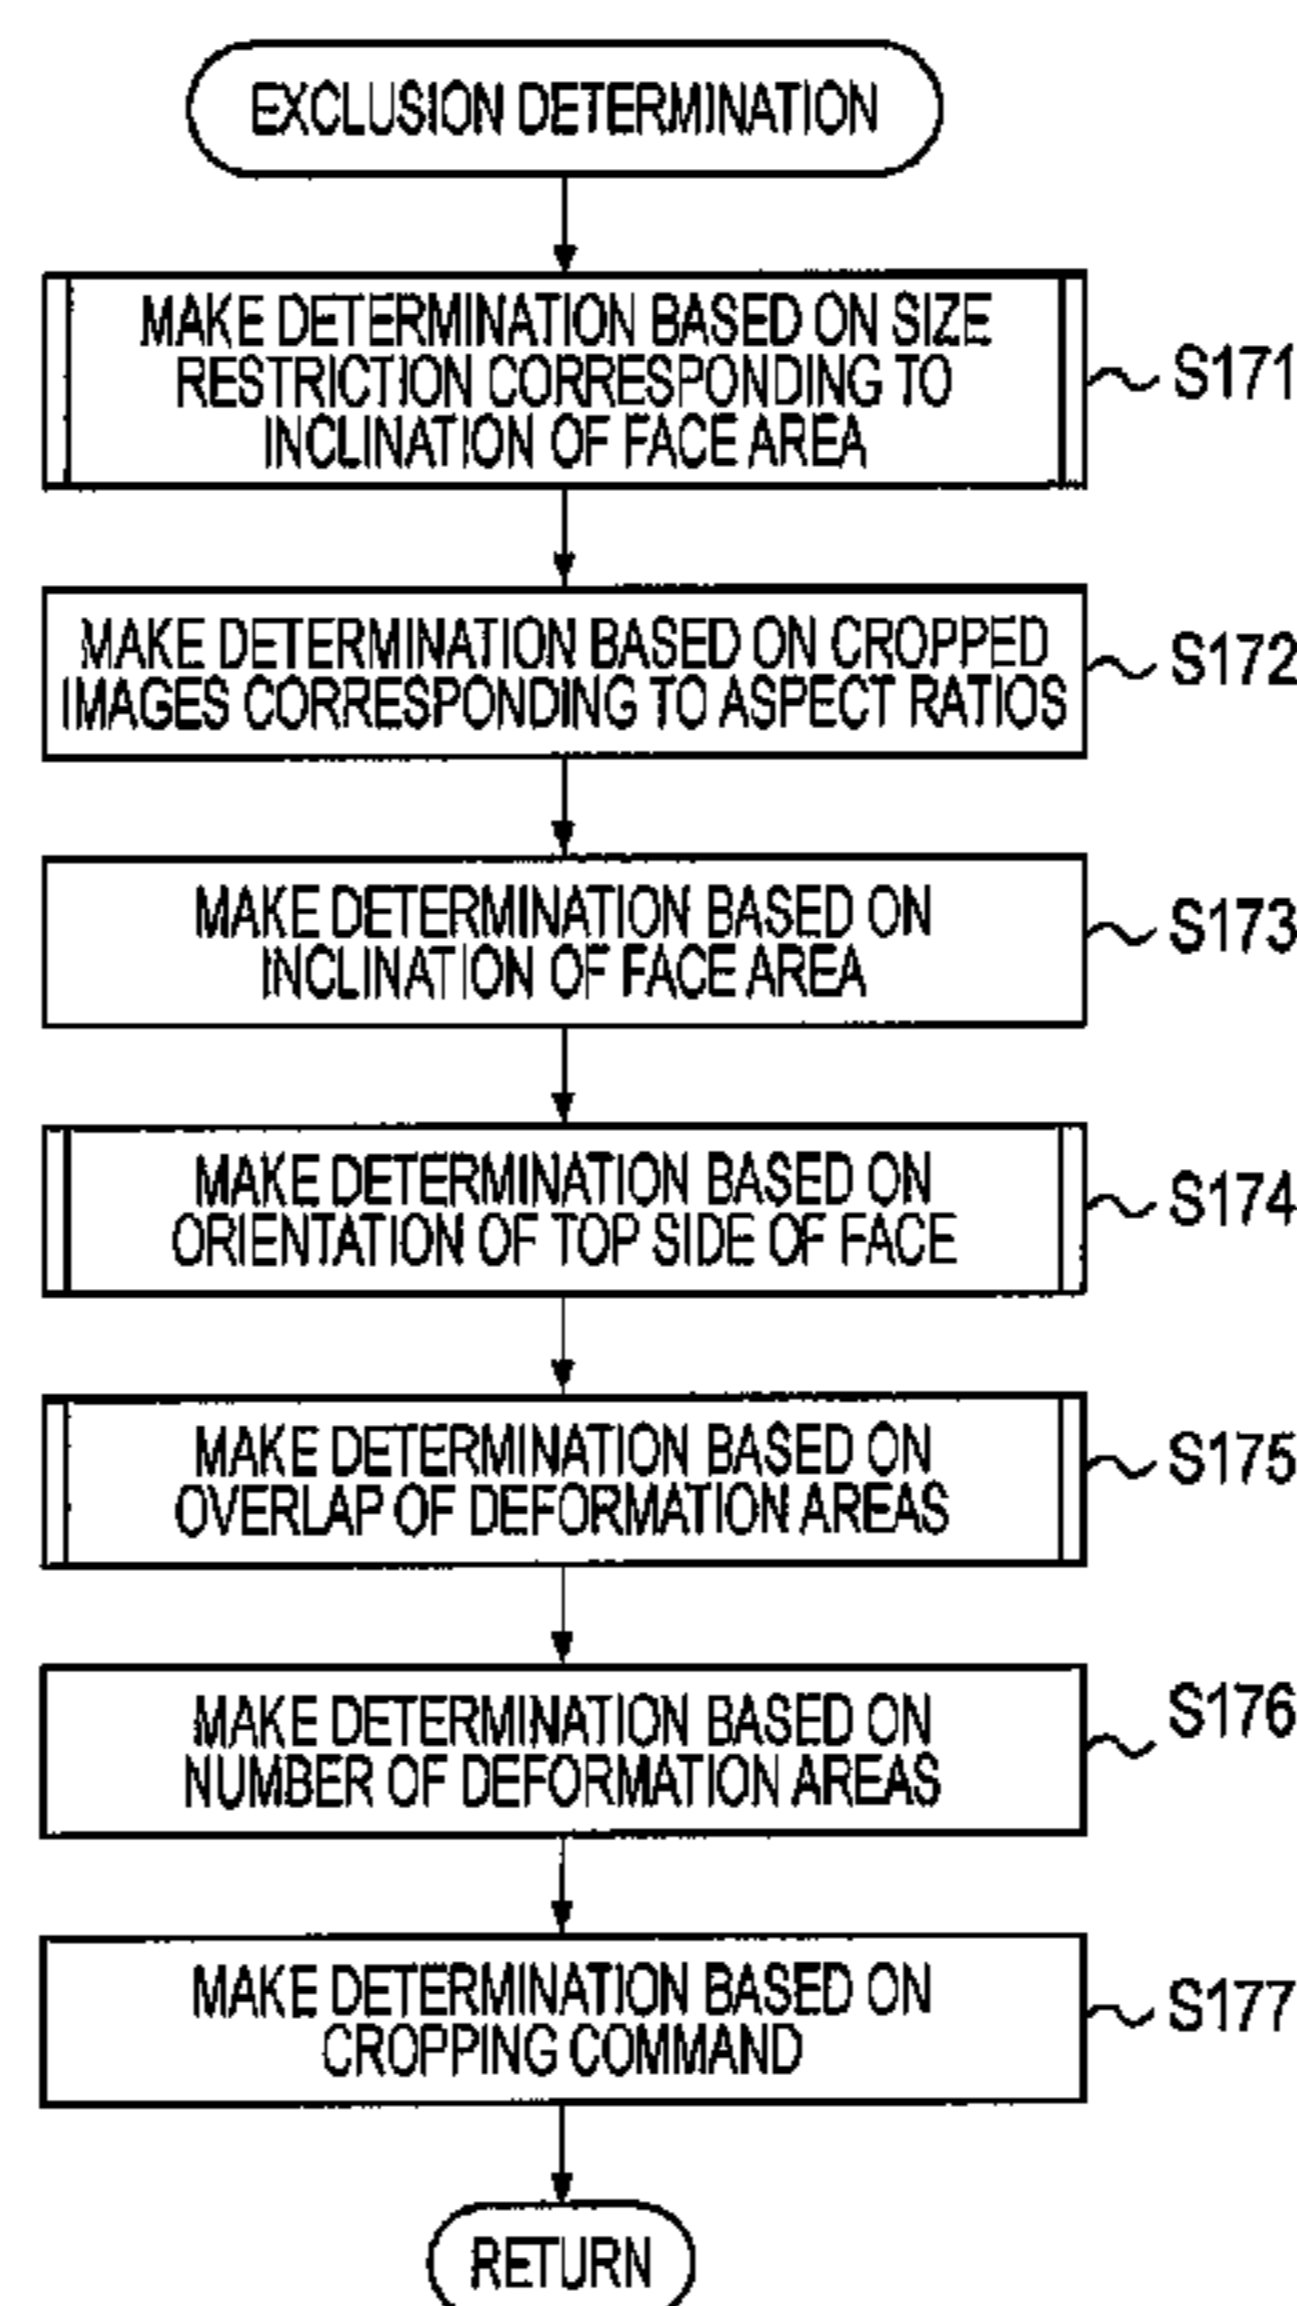 EXCLUSION DETERMINATION
MAKE DETERMINATION BASED ON SIZE
RESTRICTION CORRESPONDING TO
INCLINATION OF FACE AREA
S171
MAKE DETERMINATION BASED ON CROPPED
IMAGES CORRESPONDING TO ASPECT RATIOS
S172
MAKE DETERMINATION BASED ON
INCLINATION OF FACE AREA
S173
MAKE DETERMINATION BASED ON
ORIENTATION OF TOP SIDE OF FACE
S174
MAKE DETERMINATION BASED ON
OVERLAP OF DEFORMATION AREAS
S175
MAKE DETERMINATION BASED ON
NUMBER OF DEFORMATION AREAS
S176
MAKE DETERMINATION BASED ON
CROPPING COMMAND
S177
RETURN